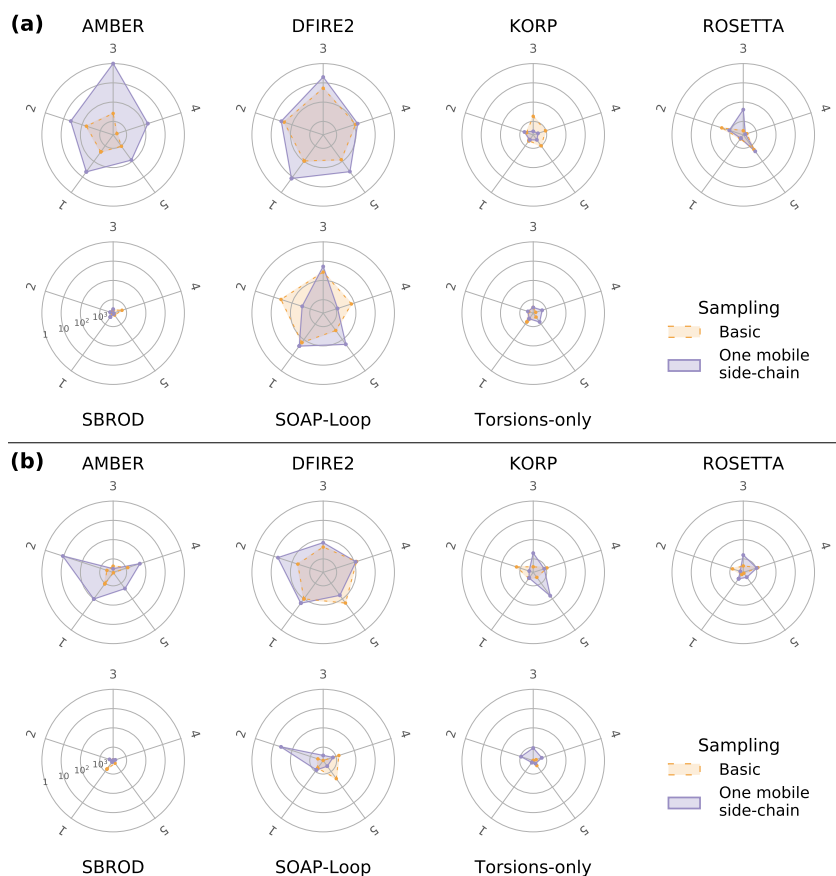 (a)
AMBER DFIRE2 KORP ROSETTA
3 3 3 3
2 4 2 4 2 4 2 4
1 5 1 5 1 5 1 5
3 3 3
2 4 2 4 2 4
1 10 10² 10³
1 5 1 5 1 5
Sampling
Basic
One mobile
side-chain
SBROD SOAP-Loop Torsions-only
(b)
AMBER DFIRE2 KORP ROSETTA
3 3 3 3
2 4 2 4 2 4 2 4
1 5 1 5 1 5 1 5
3 3 3
2 4 2 4 2 4
1 10 10² 10³
1 5 1 5 1 5
Sampling
Basic
One mobile
side-chain
SBROD SOAP-Loop Torsions-only